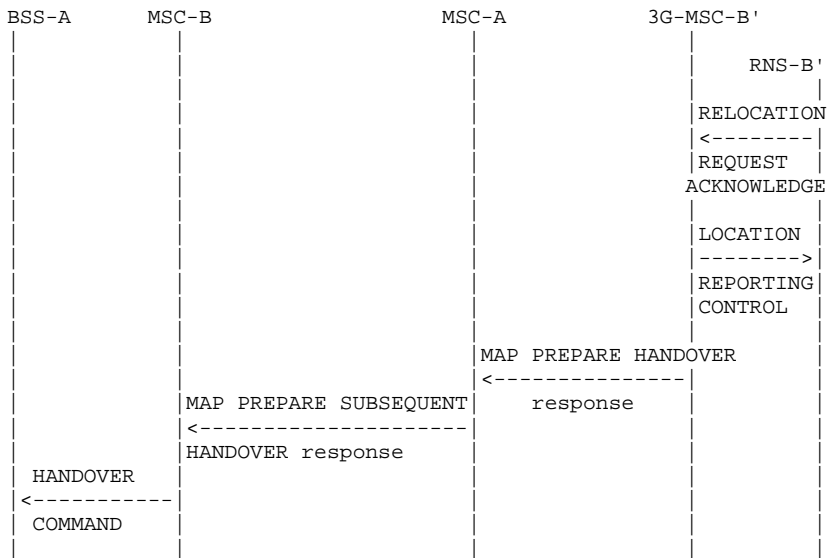 BSS-A MSC-B MSC-A 3G-MSC-B'
RNS-B'
RELOCATION
REQUEST
ACKNOWLEDGE
LOCATION
REPORTING
CONTROL
MAP PREPARE HANDOVER
MAP PREPARE SUBSEQUENT response
HANDOVER response
HANDOVER
COMMAND